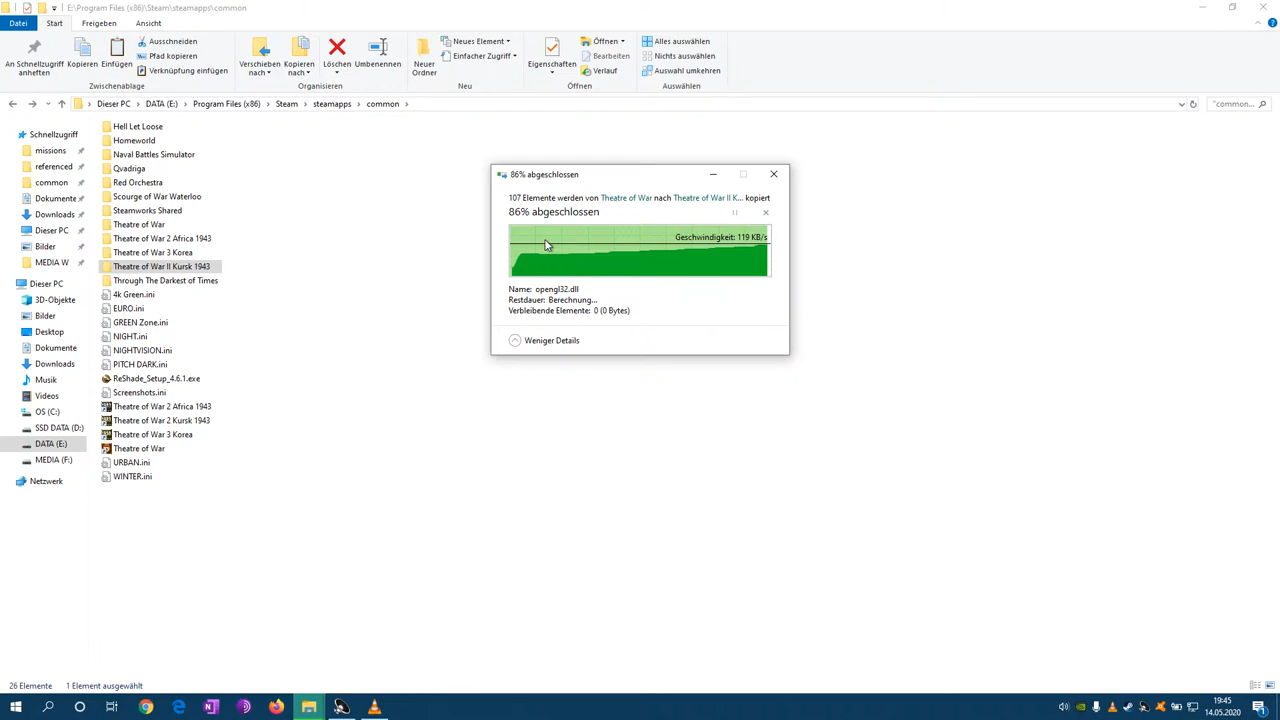 E:\Program Files (x86)\Steam\steamapps\common
Datei Start Freigeben Ansicht
An Schnellzugriff anheften
Kopieren
Einfügen
Ausschneiden
Pfad kopieren
Verknüpfung einfügen
Zwischenablage
Verschieben nach
Kopieren nach
Löschen
Umbenennen
Organisieren
Neuer Ordner
Neues Element
Einfacher Zugriff
Neu
Eigenschaften
Öffnen
Bearbeiten
Verlauf
Öffnen
Alles auswählen
Nichts auswählen
Auswahl umkehren
Auswählen
Dieser PC > DATA (E:) > Program Files (x86) > Steam > steamapps > common >
"common...
Schnellzugriff
missions
referenced
common
Dokumente
Downloads
Dieser PC
Bilder
MEDIA W
Dieser PC
3D-Objekte
Bilder
Desktop
Dokumente
Downloads
Musik
Videos
OS (C:)
SSD DATA (D:)
DATA (E:)
MEDIA (F:)
Netzwerk
Hell Let Loose
Homeworld
Naval Battles Simulator
Qvadriga
Red Orchestra
Scourge of War Waterloo
Steamworks Shared
Theatre of War
Theatre of War 2 Africa 1943
Theatre of War 3 Korea
Theatre of War II Kursk 1943
Through The Darkest of Times
4k Green.ini
EURO.ini
GREEN Zone.ini
NIGHT.ini
NIGHTVISION.ini
PITCH DARK.ini
ReShade_Setup_4.6.1.exe
Screenshots.ini
Theatre of War 2 Africa 1943
Theatre of War 2 Kursk 1943
Theatre of War 3 Korea
Theatre of War
URBAN.ini
WINTER.ini
86% abgeschlossen
107 Elemente werden von Theatre of War nach Theatre of War II K... kopiert
86% abgeschlossen
Geschwindigkeit: 119 KB/s
Name: opengl32.dll
Restdauer: Berechnung...
Verbleibende Elemente: 0 (0 Bytes)
Weniger Details
26 Elemente 1 Element ausgewählt
19:45
14.05.2020